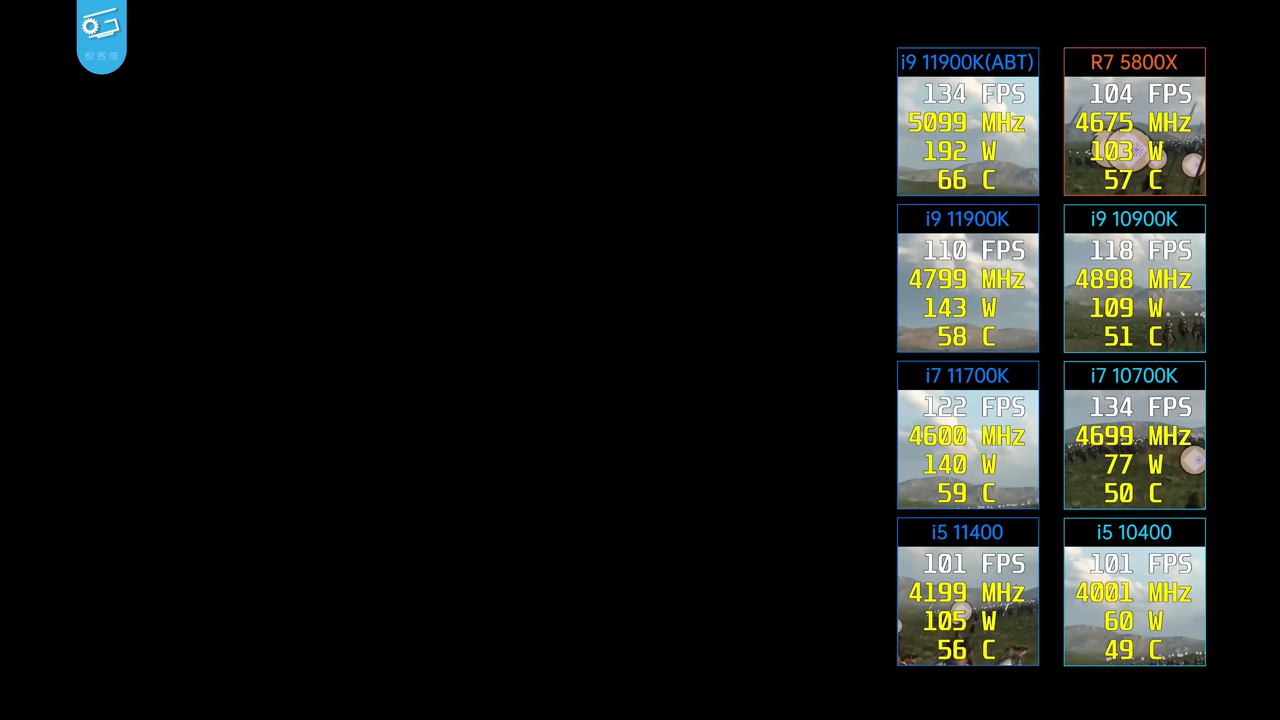 极客湾
i9 11900K(ABT)
134 FPS
5099 MHz
192 W
66 C
R7 5800X
104 FPS
4675 MHz
103 W
57 C
i9 11900K
110 FPS
4799 MHz
143 W
58 C
i9 10900K
118 FPS
4898 MHz
109 W
51 C
i7 11700K
122 FPS
4600 MHz
140 W
59 C
i7 10700K
134 FPS
4699 MHz
77 W
50 C
i5 11400
101 FPS
4199 MHz
105 W
56 C
i5 10400
101 FPS
4001 MHz
60 W
49 C